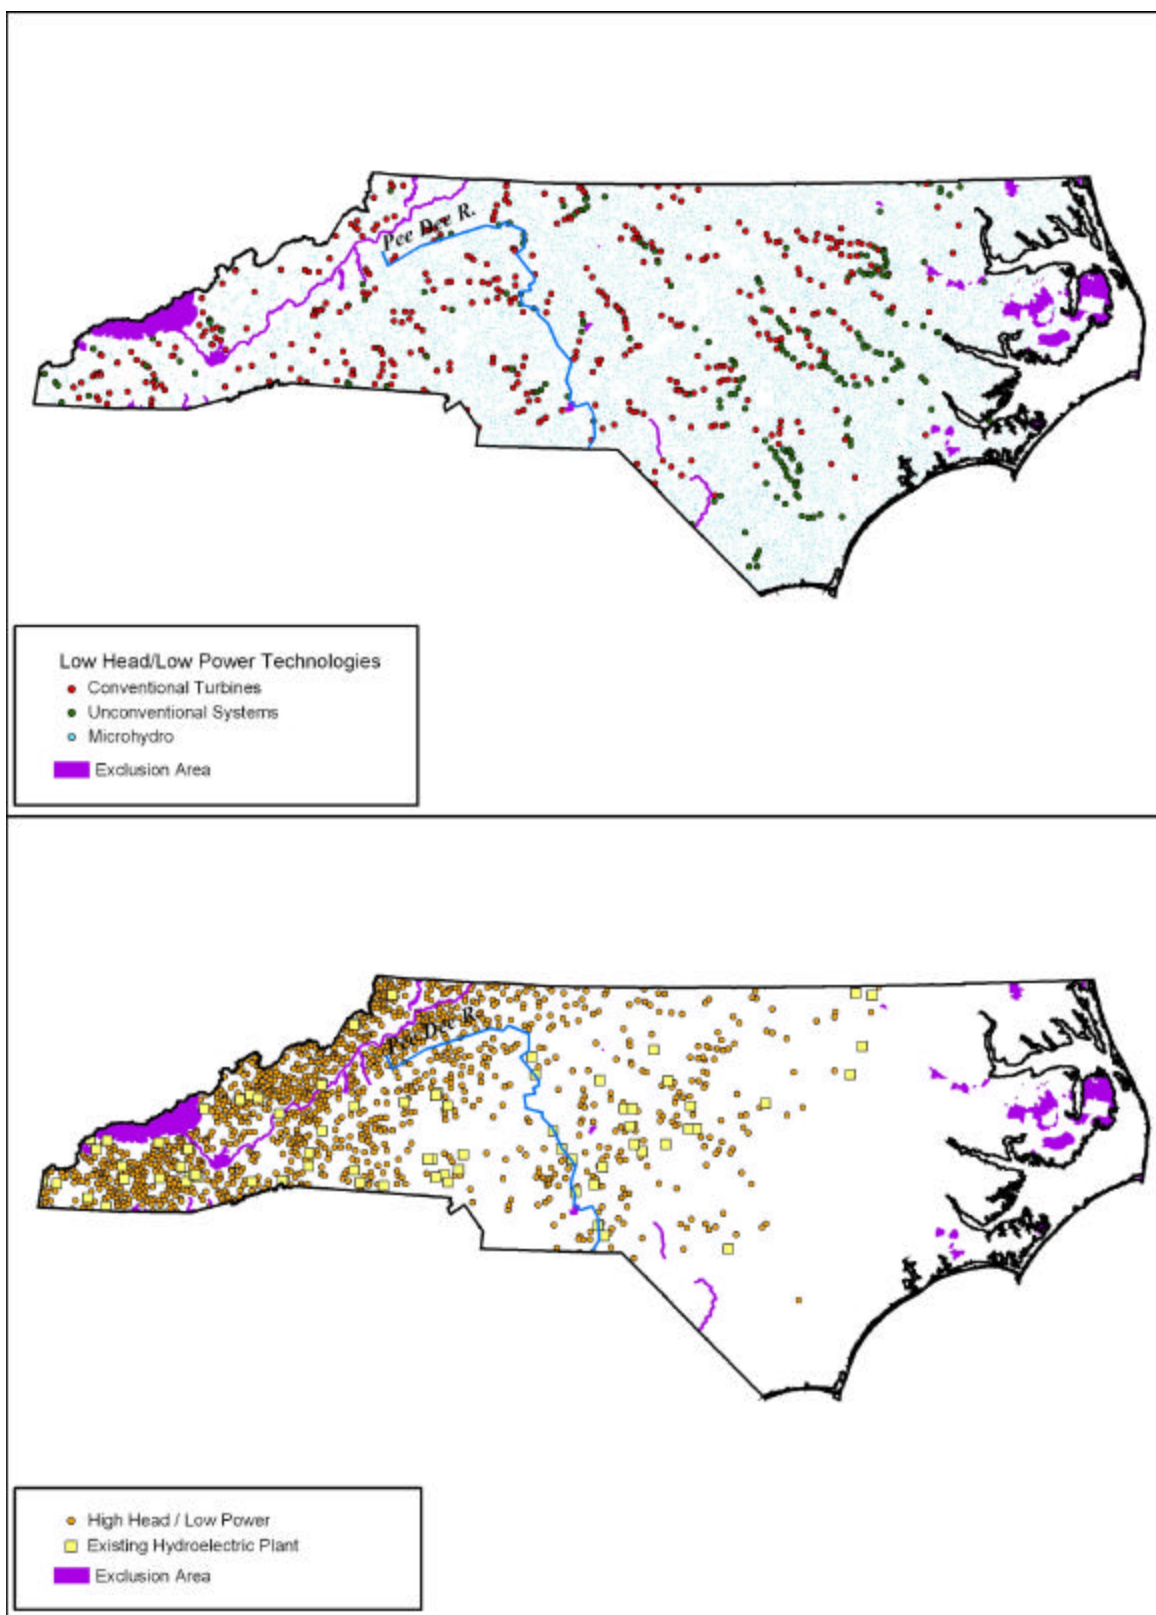 Pee Dee R.
Low Head/Low Power Technologies
Conventional Turbines
Unconventional Systems
Microhydro
Exclusion Area
Pee Dee R.
High Head / Low Power
Existing Hydroelectric Plant
Exclusion Area